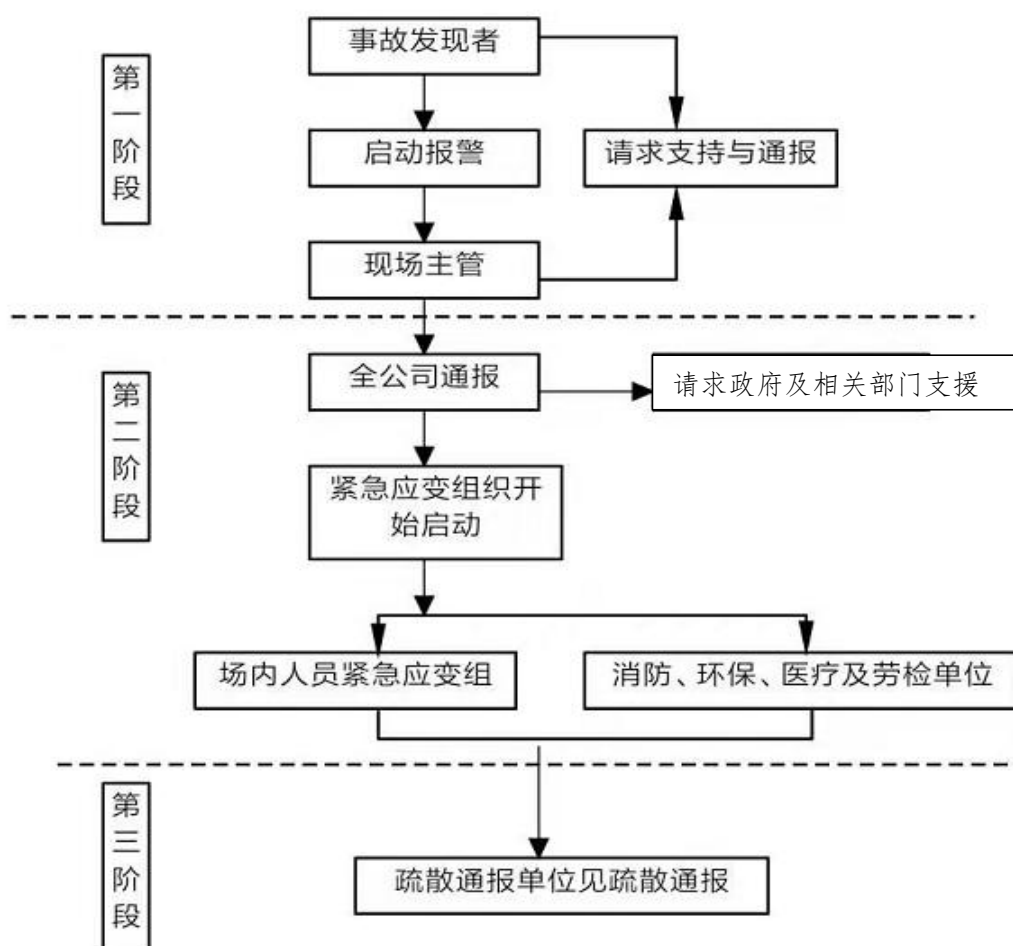 事故发现者
第一阶段
启动报警
请求支持与通报
现场主管
全公司通报
请求政府及相关部门支援
第二阶段
紧急应变组织开
始启动
场内人员紧急应变组
消防、环保、医疗及劳检单位
第三阶段
疏散通报单位见疏散通报